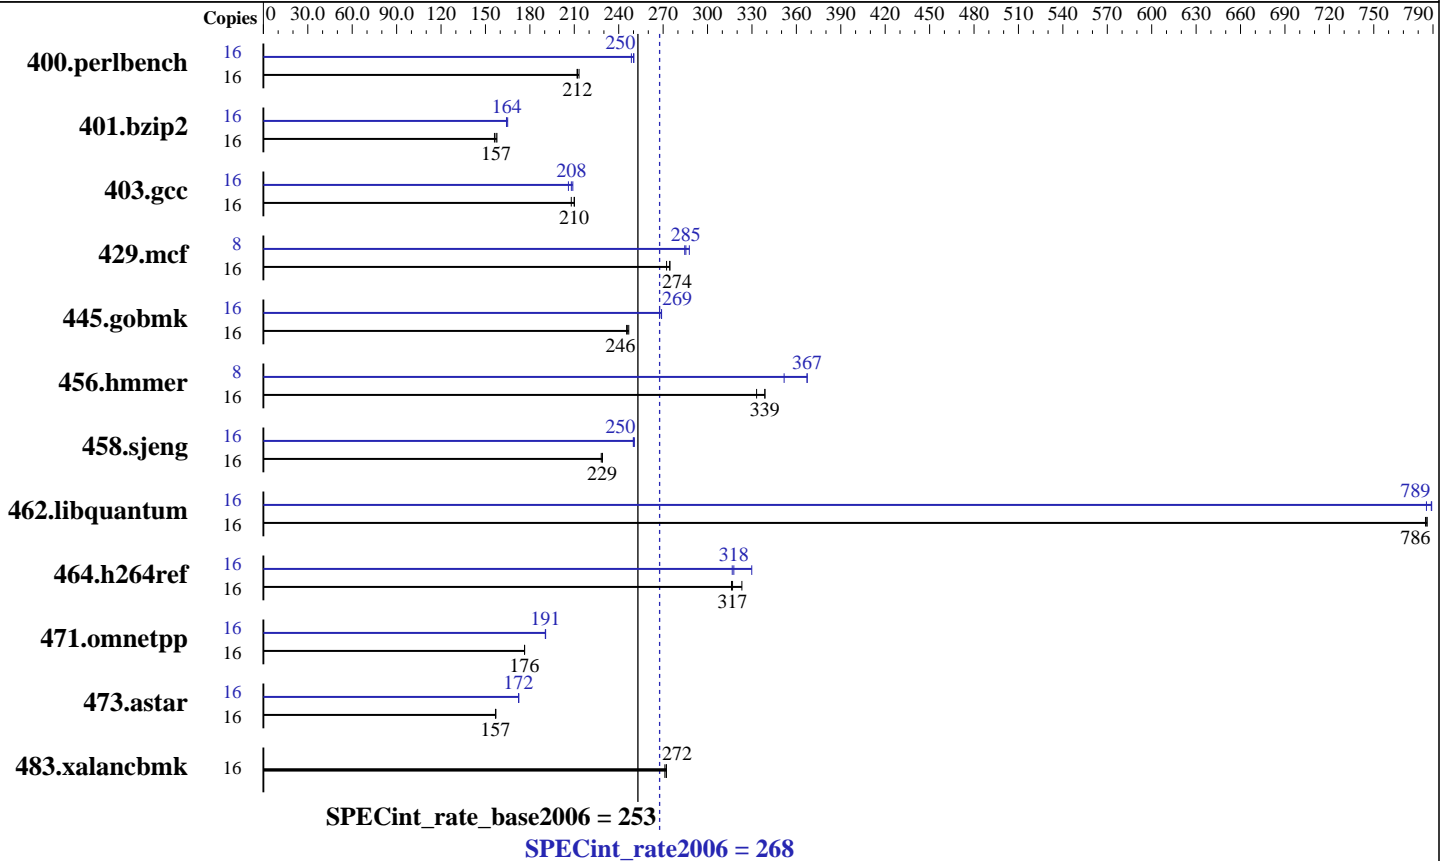 Copies 0 30.0 60.0 90.0 120 150 180 210 240 270 300 330 360 390 420 450 480 510 540 570 600 630 660 690 720 750 790
400.perlbench 16 250
16 212
401.bzip2 16 164
16 157
403.gcc 16 208
16 210
429.mcf 8 285
16 274
445.gobmk 16 269
16 246
456.hmmer 8 367
16 339
458.sjeng 16 250
16 229
462.libquantum 16 789
16 786
464.h264ref 16 318
16 317
471.omnetpp 16 191
16 176
473.astar 16 172
16 157
483.xalancbmk 16 272
SPECint_rate_base2006 = 253
SPECint_rate2006 = 268